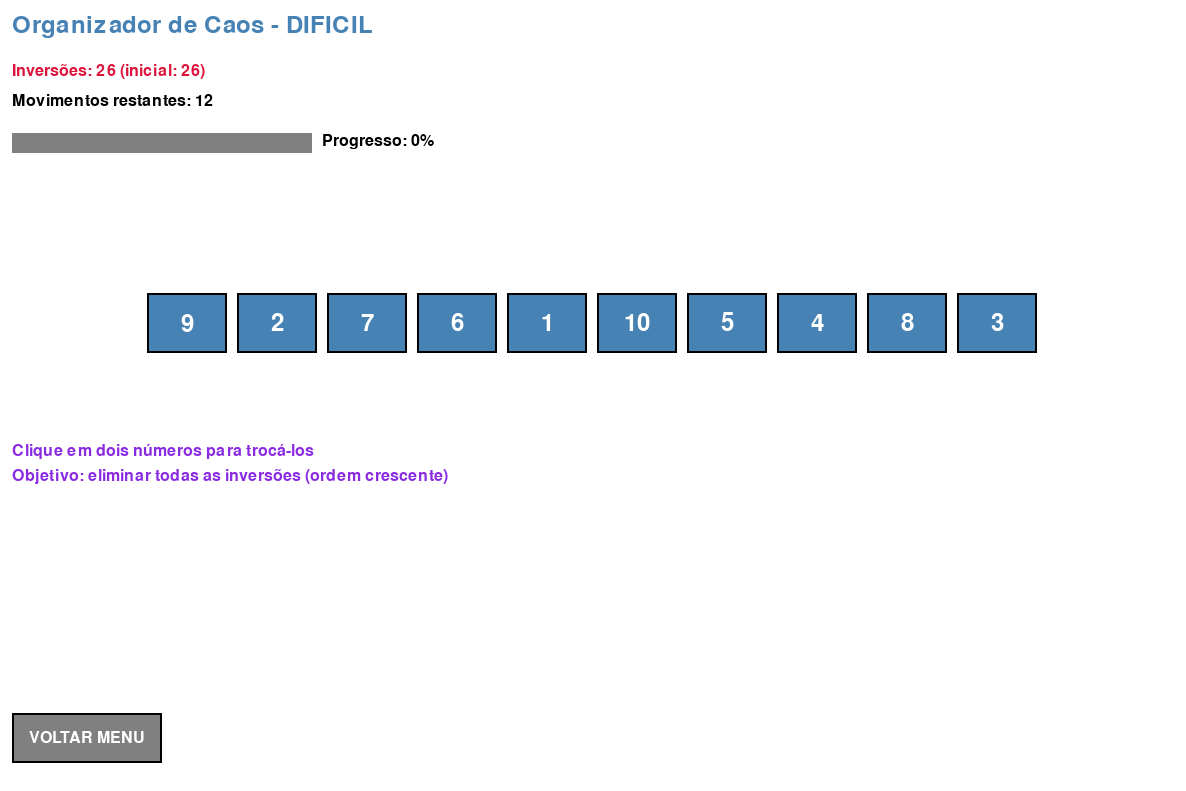 Organizador de Caos - DIFICIL
Inversões: 26 (inicial: 26)
Movimentos restantes: 12
Progresso: 0%
9 2 7 6 1 10 5 4 8 3
Clique em dois números para trocá-los
Objetivo: eliminar todas as inversões (ordem crescente)
VOLTAR MENU